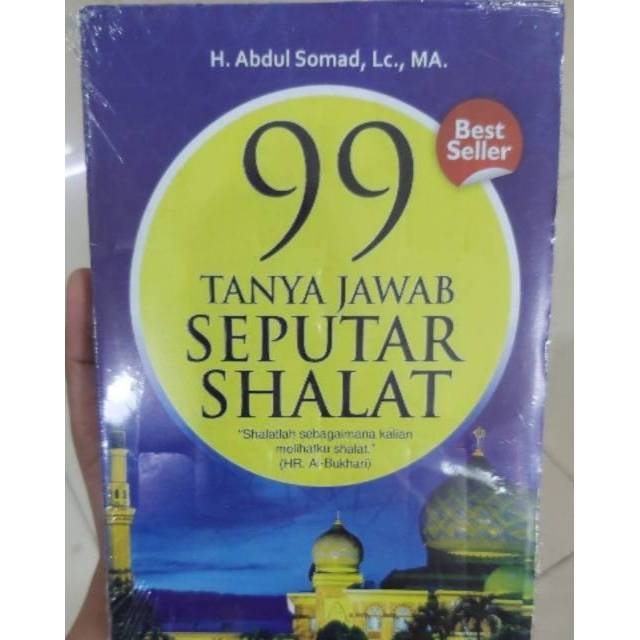 H. Abdul Somad, Lc., MA.
Best
Seller
99
TANYA JAWAB
SEPUTAR
SHALAT
"Shalatlah sebagaimana kalian
melihatku shalat."
(HR. Al-Bukhari)